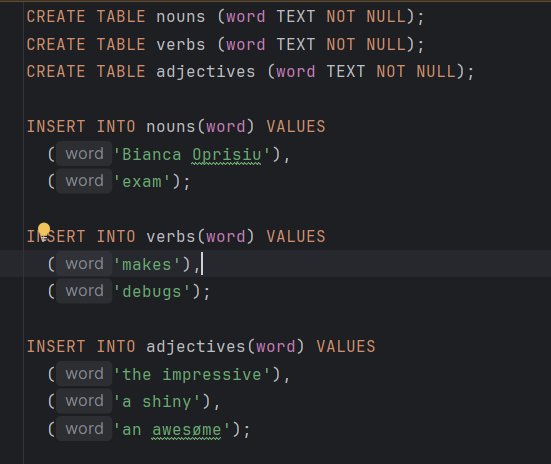 CREATE TABLE nouns (word TEXT NOT NULL);
CREATE TABLE verbs (word TEXT NOT NULL);
CREATE TABLE adjectives (word TEXT NOT NULL);
INSERT INTO nouns(word) VALUES
( word 'Bianca Oprisiu'),
( word 'exam');
INSERT INTO verbs(word) VALUES
( word 'makes'),
( word 'debugs');
INSERT INTO adjectives(word) VALUES
( word 'the impressive'),
( word 'a shiny'),
( word 'an awesøme');